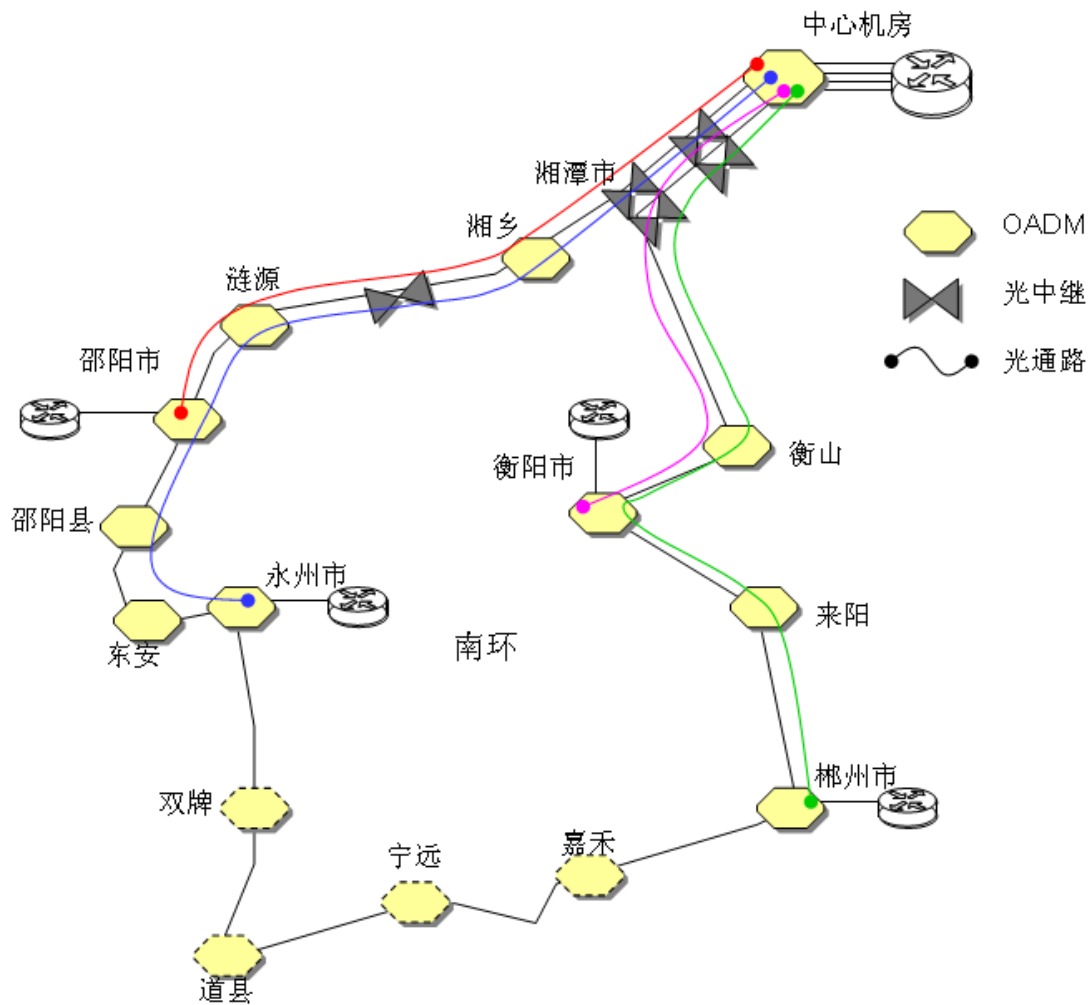 中心机房
湘潭市
湘乡
OADM
涟源
光中继
邵阳市
光通路
衡阳市
衡山
邵阳县
永州市
来阳
东安
南环
双牌
郴州市
宁远
嘉禾
道县